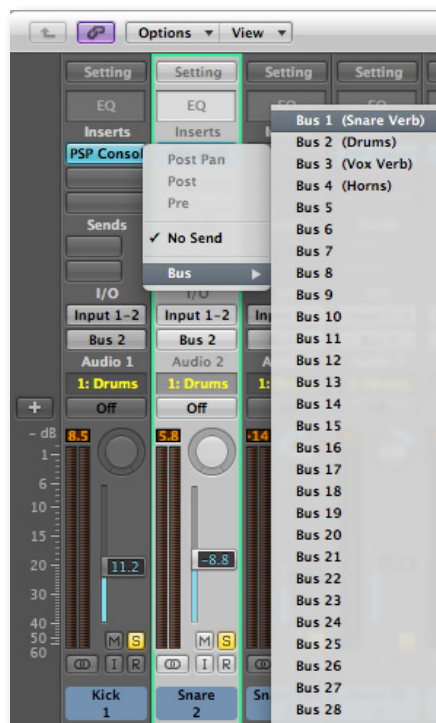 Options ▼ View ▼
Setting Setting Setting Setting
EQ EQ
Inserts Inserts
PSP Consol
Sends
I/O I/O
Input 1-2 Input 1-2
Bus 2 Bus 2
Audio 1 Audio 2
1: Drums 1: Drums
Off Off
+
- dB 8.5 5.8 -14
1
6
10
15
20 11.2 -8.8
30
40
50
60
M S M S
I R I R
Kick Snare
1 2
Post Pan
Post
Pre
✓ No Send
Bus
Bus 1 (Snare Verb)
Bus 2 (Drums)
Bus 3 (Vox Verb)
Bus 4 (Horns)
Bus 5
Bus 6
Bus 7
Bus 8
Bus 9
Bus 10
Bus 11
Bus 12
Bus 13
Bus 14
Bus 15
Bus 16
Bus 17
Bus 18
Bus 19
Bus 20
Bus 21
Bus 22
Bus 23
Bus 24
Bus 25
Bus 26
Bus 27
Bus 28